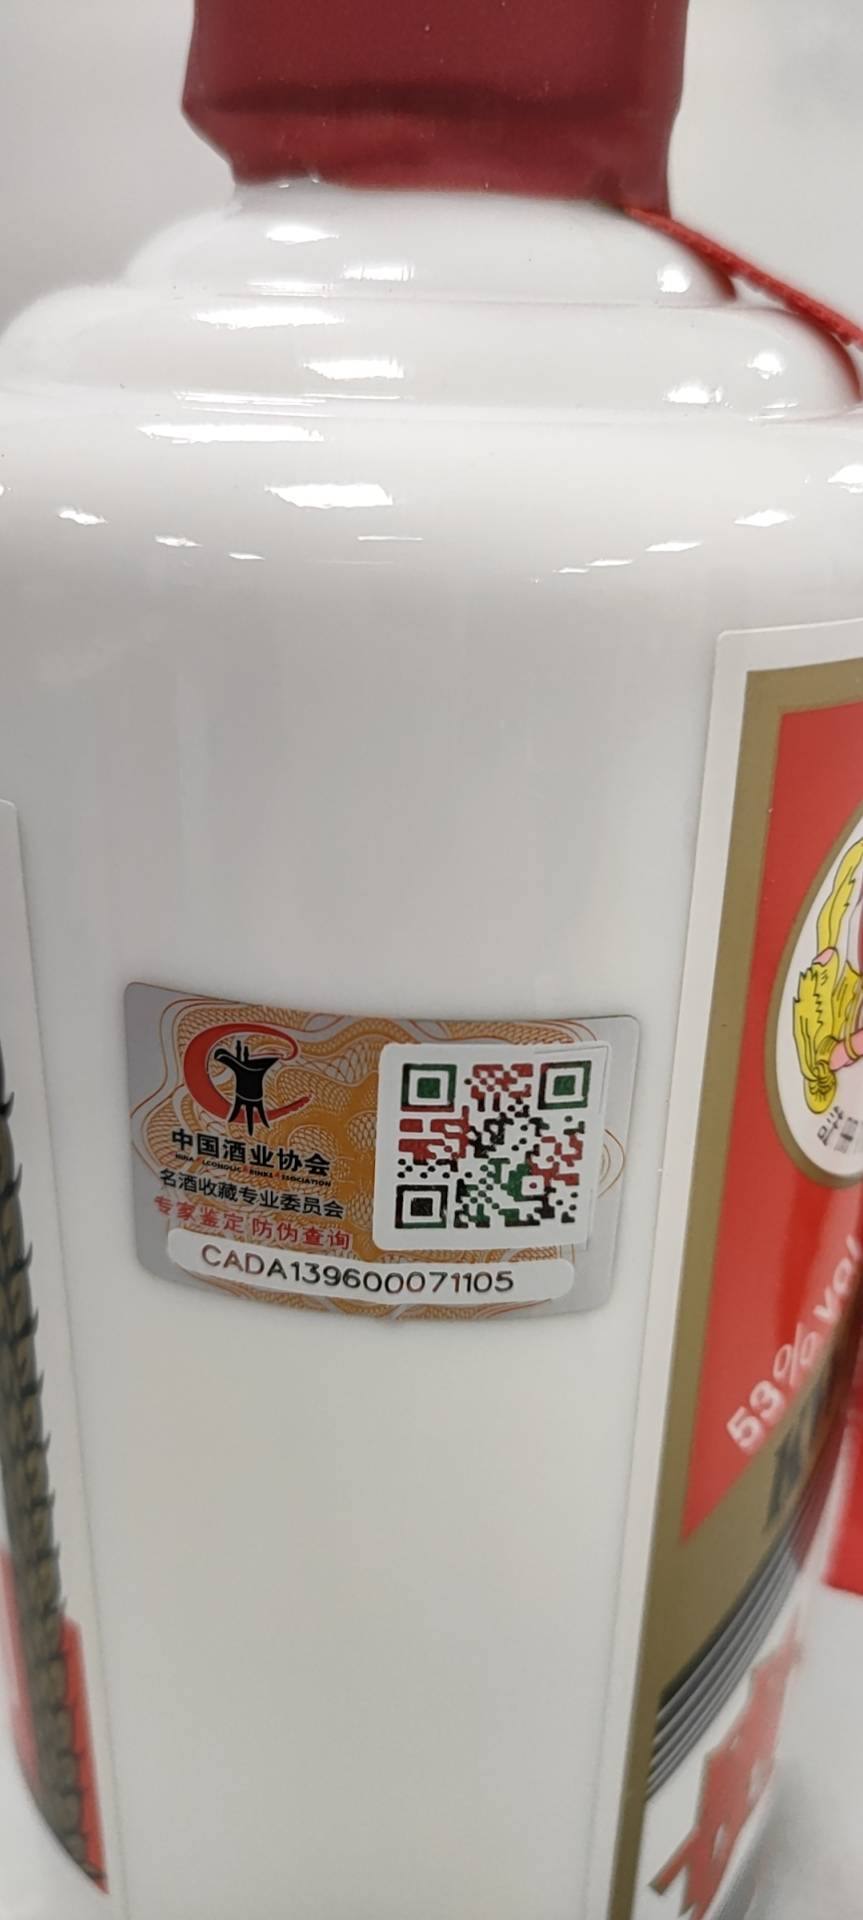 中国酒业协会
名酒收藏专业委员会
专家鉴定 防伪查询
CADA139600071105
53% vol